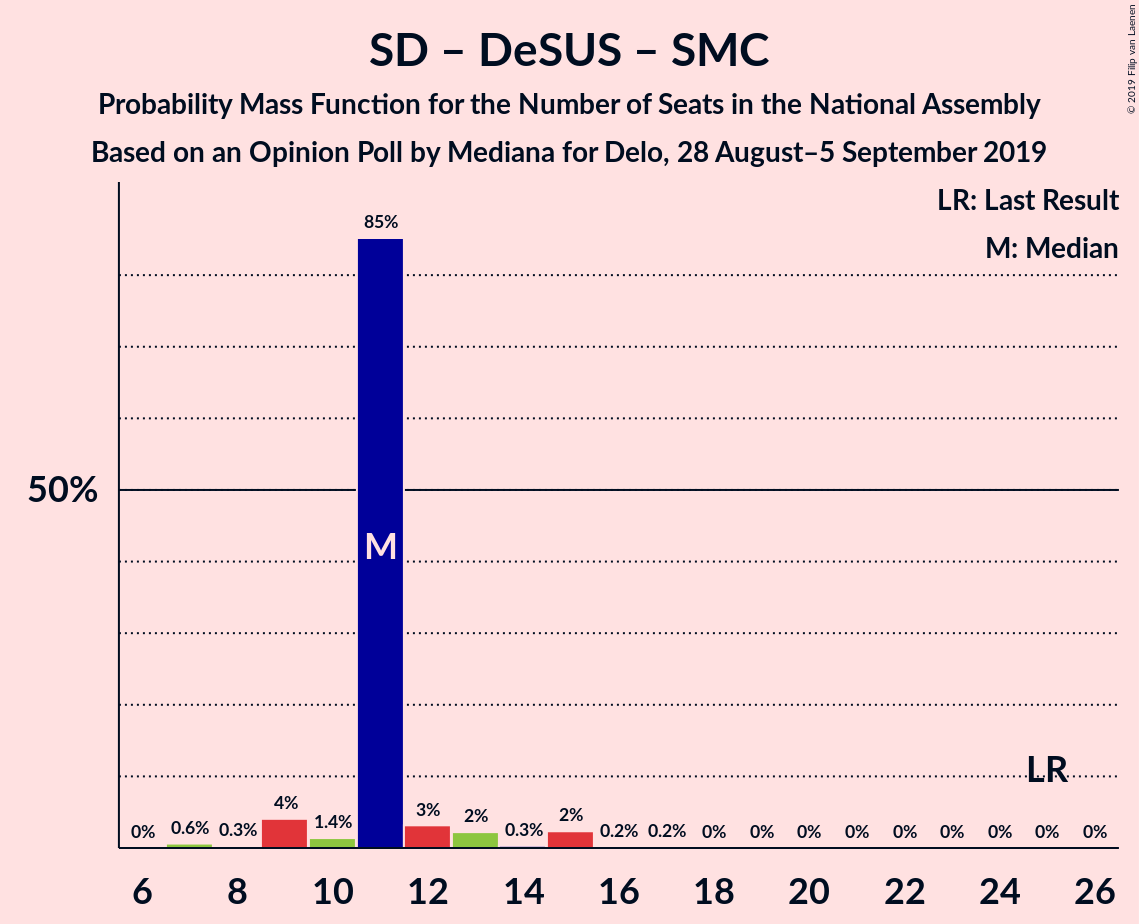 SD – DeSUS – SMC
Probability Mass Function for the Number of Seats in the National Assembly
Based on an Opinion Poll by Mediana for Delo, 28 August–5 September 2019
© 2019 Filip van Laenen
LR: Last Result
M: Median
50%
85%
M
LR
0% 0.6% 0.3% 4% 1.4% 3% 2% 0.3% 2% 0.2% 0.2% 0% 0% 0% 0% 0% 0% 0% 0% 0%
6 8 10 12 14 16 18 20 22 24 26